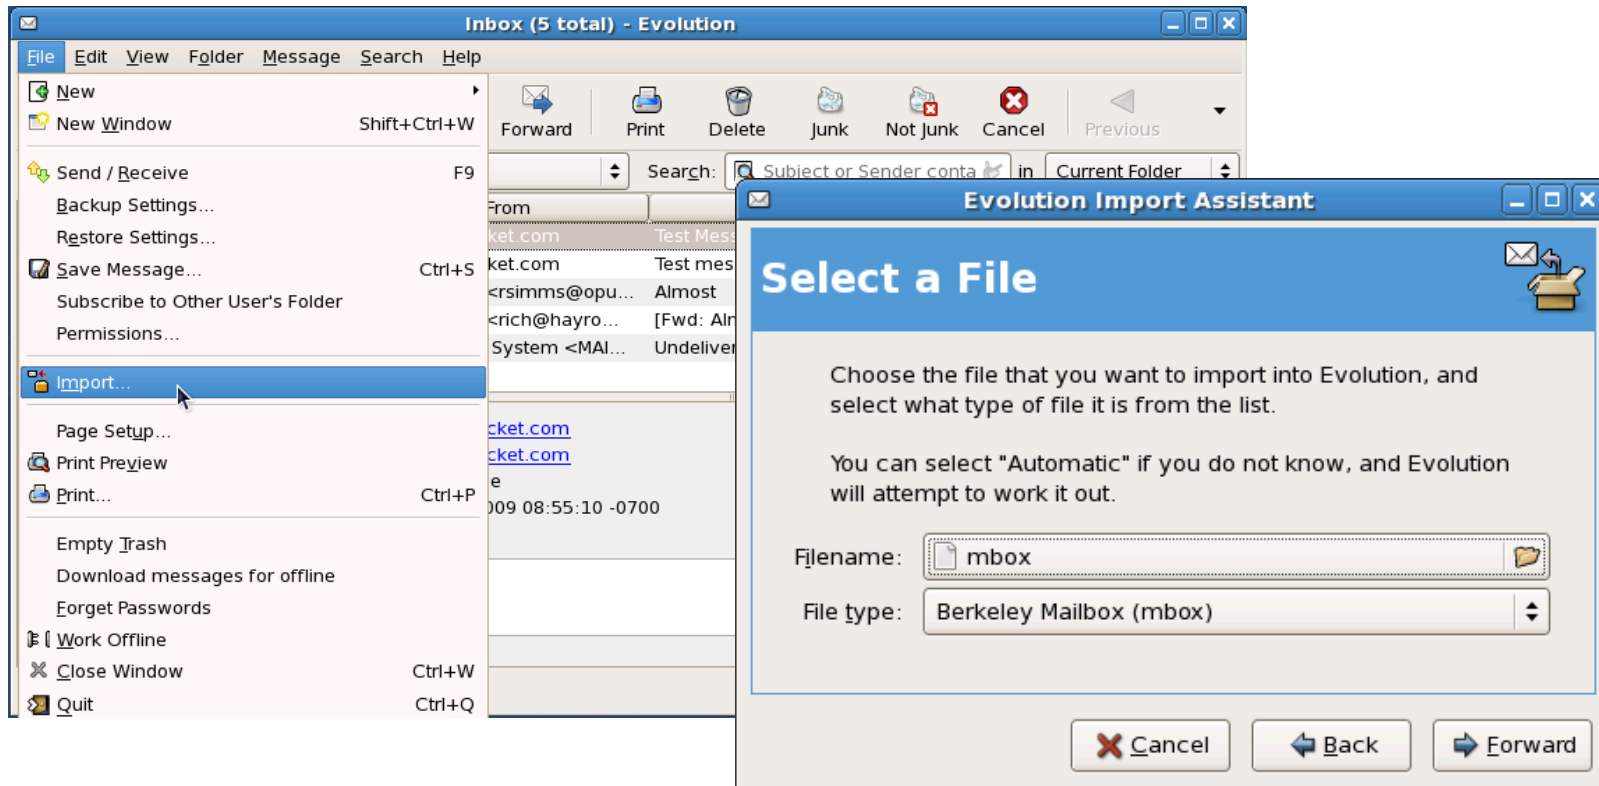 Inbox (5 total) - Evolution
File Edit View Folder Message Search Help
New
New Window Shift+Ctrl+W
Send / Receive F9
Backup Settings...
Restore Settings...
Save Message... Ctrl+S
Subscribe to Other User's Folder
Permissions...
Import...
Page Setup...
Print Preview
Print... Ctrl+P
Empty Trash
Download messages for offline
Forget Passwords
Work Offline
Close Window Ctrl+W
Quit Ctrl+Q
Forward Print Delete Junk Not Junk Cancel Previous
Search: Subject or Sender conta in Current Folder
From
ket.com Test Mess
ket.com Test mes
<rsimms@opu... Almost
<rich@hayro... [Fwd: Aln
System <MAI... Undeliver
cket.com
cket.com
e
009 08:55:10 -0700
Evolution Import Assistant
Select a File
Choose the file that you want to import into Evolution, and
select what type of file it is from the list.
You can select "Automatic" if you do not know, and Evolution
will attempt to work it out.
Filename: mbox
File type: Berkeley Mailbox (mbox)
Cancel Back Forward